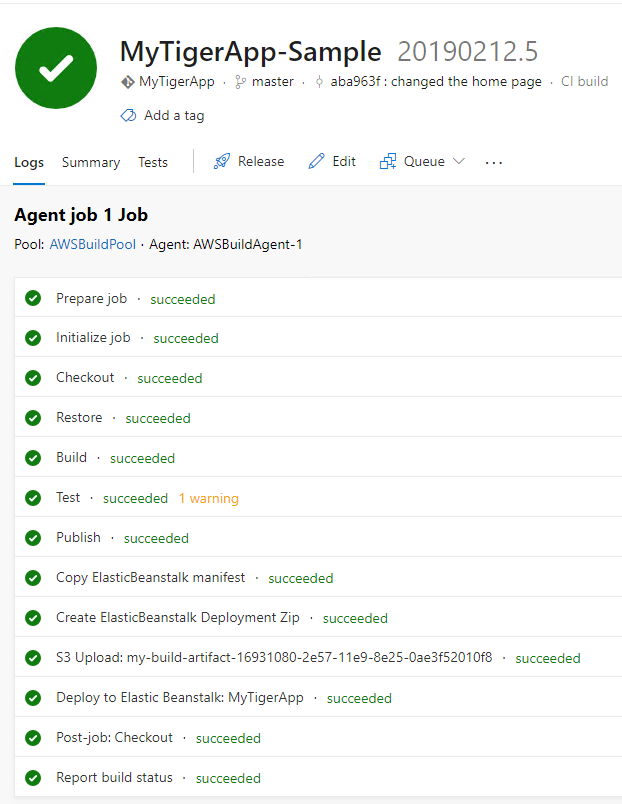 MyTigerApp-Sample 20190212.5
MyTigerApp · master · aba963f : changed the home page · CI build
Add a tag
Logs Summary Tests Release Edit Queue ...
Agent job 1 Job
Pool: AWSBuildPool · Agent: AWSBuildAgent-1
Prepare job · succeeded
Initialize job · succeeded
Checkout · succeeded
Restore · succeeded
Build · succeeded
Test · succeeded 1 warning
Publish · succeeded
Copy ElasticBeanstalk manifest · succeeded
Create ElasticBeanstalk Deployment Zip · succeeded
S3 Upload: my-build-artifact-16931080-2e57-11e9-8e25-0ae3f52010f8 · succeeded
Deploy to Elastic Beanstalk: MyTigerApp · succeeded
Post-job: Checkout · succeeded
Report build status · succeeded